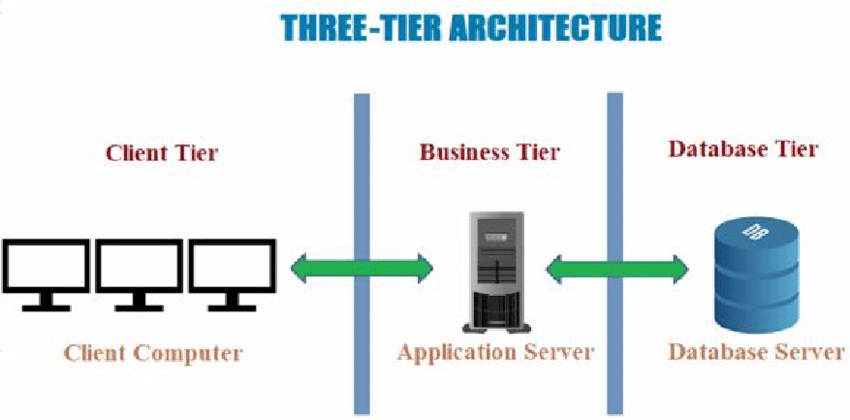 THREE-TIER ARCHITECTURE
Client Tier
Business Tier
Database Tier
DB
Client Computer
Application Server
Database Server